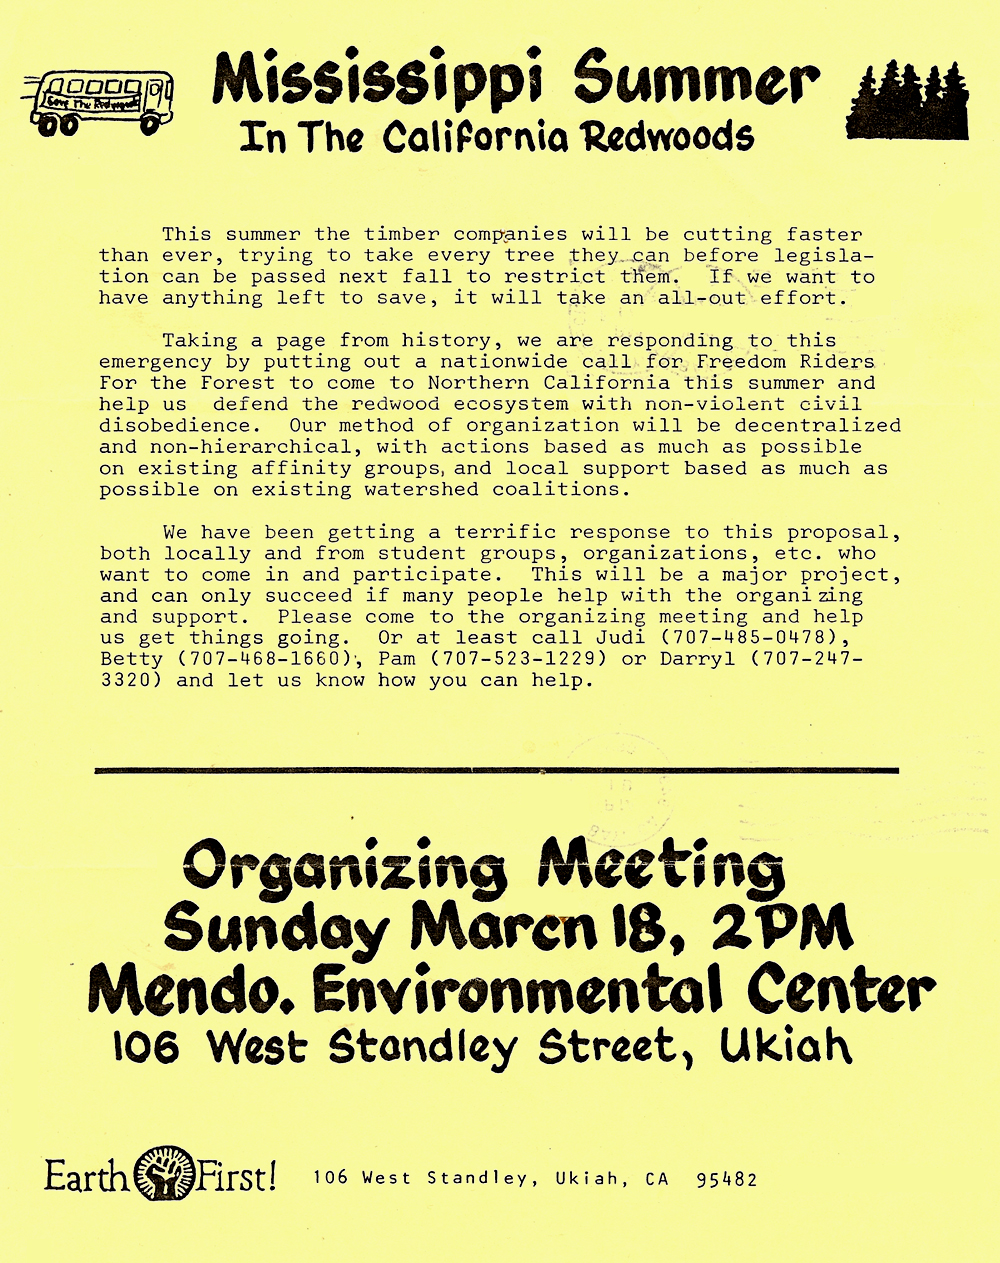 Mississippi Summer
In The California Redwoods
Save The Redwoods
This summer the timber companies will be cutting faster
than ever, trying to take every tree they can before legisla-
tion can be passed next fall to restrict them. If we want to
have anything left to save, it will take an all-out effort.
Taking a page from history, we are responding to this
emergency by putting out a nationwide call for Freedom Riders
For the Forest to come to Northern California this summer and
help us defend the redwood ecosystem with non-violent civil
disobedience. Our method of organization will be decentralized
and non-hierarchical, with actions based as much as possible
on existing affinity groups, and local support based as much as
possible on existing watershed coalitions.
We have been getting a terrific response to this proposal,
both locally and from student groups, organizations, etc. who
want to come in and participate. This will be a major project,
and can only succeed if many people help with the organizing
and support. Please come to the organizing meeting and help
us get things going. Or at least call Judi (707-485-0478),
Betty (707-468-1660), Pam (707-523-1229) or Darryl (707-247-
3320) and let us know how you can help.
Organizing Meeting
Sunday March 18, 2PM
Mendo. Environmental Center
106 West Standley Street, Ukiah
Earth First!
106 West Standley, Ukiah, CA 95482